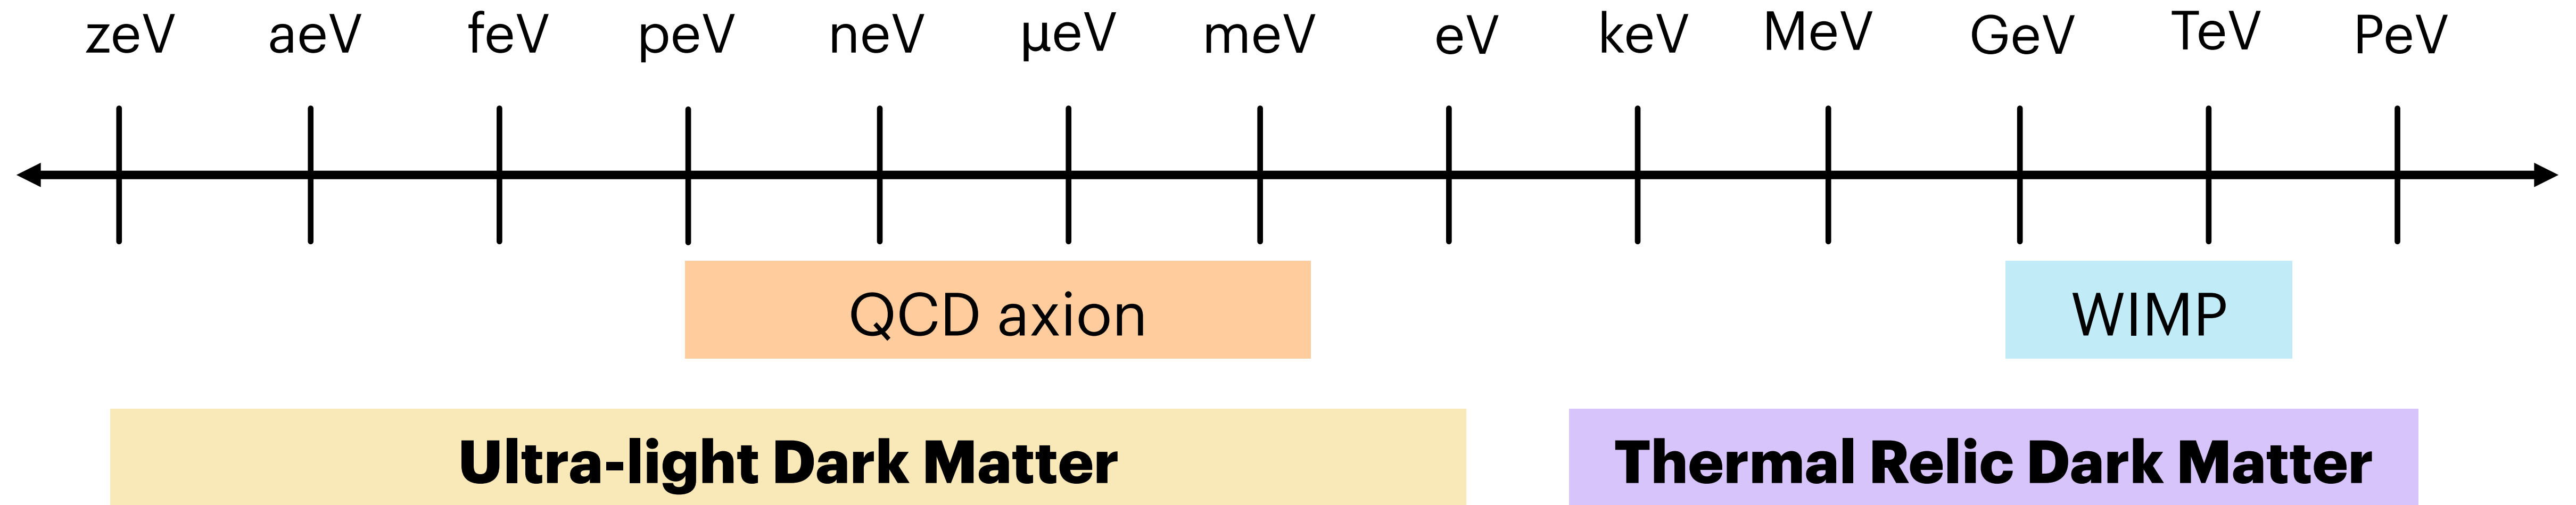 zeV aeV feV peV neV µeV meV eV keV MeV GeV TeV PeV
QCD axion WIMP
Ultra-light Dark Matter Thermal Relic Dark Matter